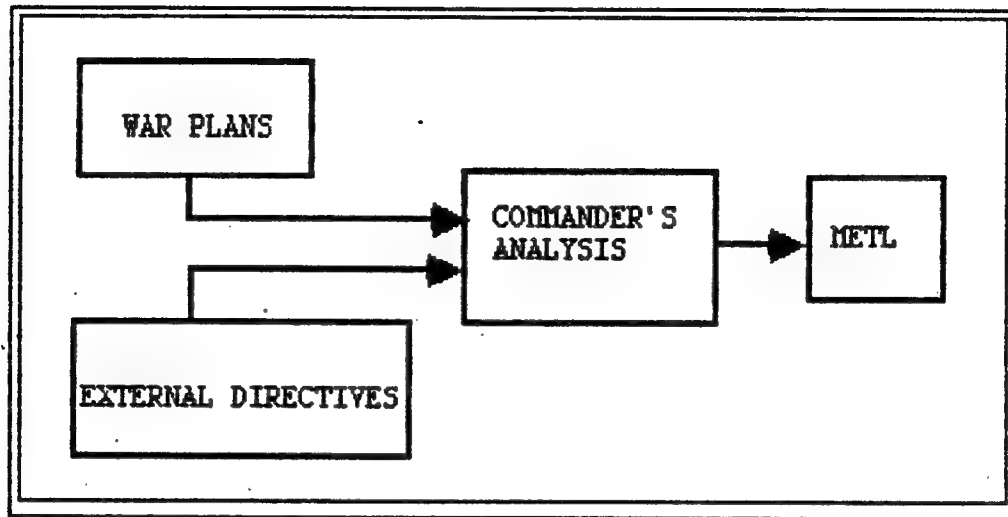 WAR PLANS
COMMANDER'S
ANALYSIS
METL
EXTERNAL DIRECTIVES